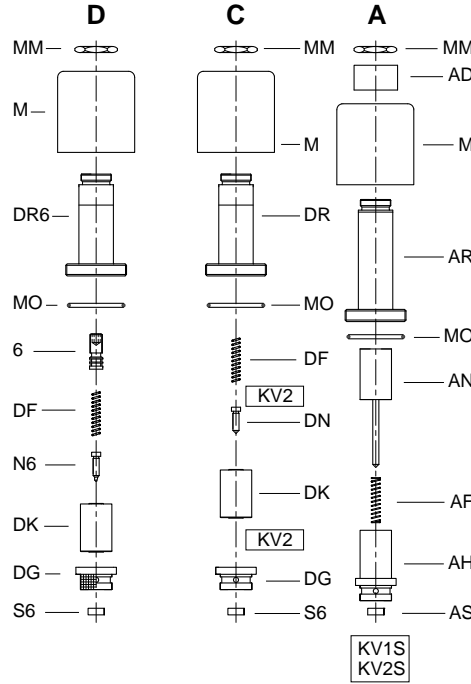 D
C
A
MM
MM
MM
AD
M
M
M
DR6
DR
AR
MO
MO
MO
6
DF
AN
KV2
DF
DN
N6
DK
AF
DK
KV2
AH
DG
DG
S6
S6
AS
KV1S
KV2S